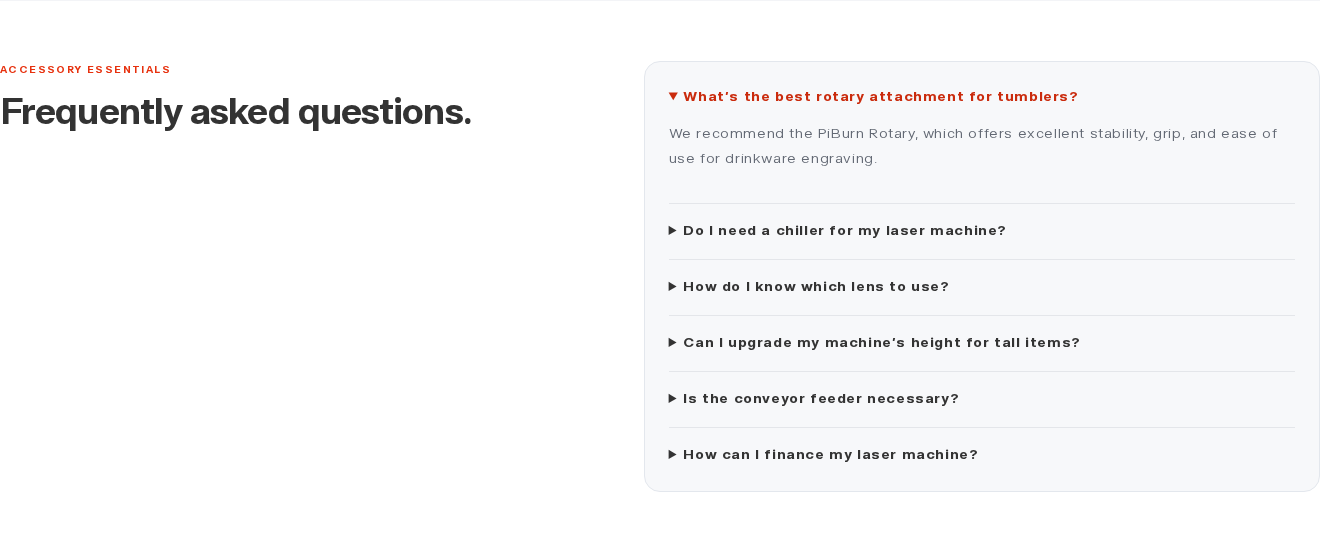 ACCESSORY ESSENTIALS
Frequently asked questions.
What's the best rotary attachment for tumblers?
We recommend the PiBurn Rotary, which offers excellent stability, grip, and ease of
use for drinkware engraving.
Do I need a chiller for my laser machine?
How do I know which lens to use?
Can I upgrade my machine's height for tall items?
Is the conveyor feeder necessary?
How can I finance my laser machine?